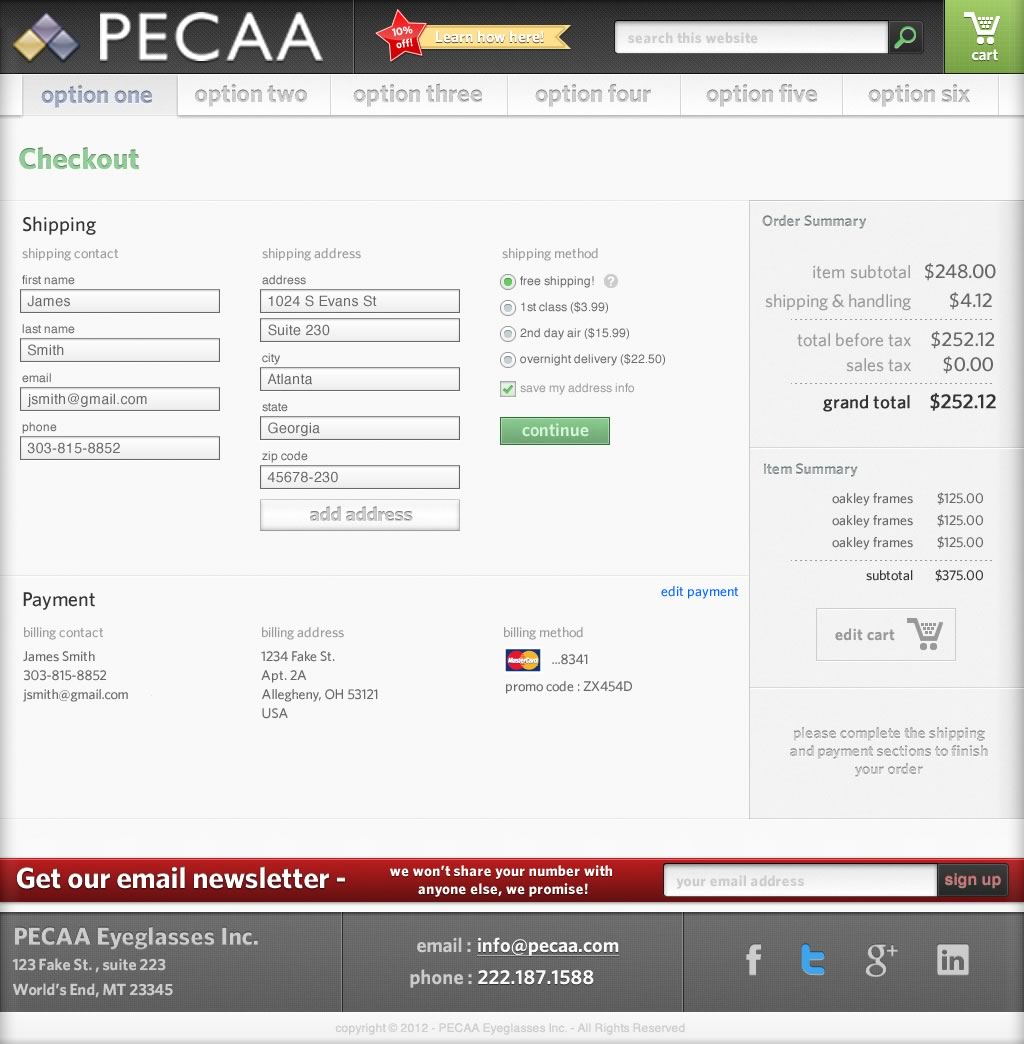 PECAA
10% off!
Learn how here!
search this website
cart
option one
option two
option three
option four
option five
option six
Checkout
Shipping
shipping contact
first name
James
last name
Smith
email
jsmith@gmail.com
phone
303-815-8852
shipping address
address
1024 S Evans St
Suite 230
city
Atlanta
state
Georgia
zip code
45678-230
add address
shipping method
free shipping! ?
1st class ($3.99)
2nd day air ($15.99)
overnight delivery ($22.50)
save my address info
continue
Order Summary
item subtotal $248.00
shipping & handling $4.12
total before tax $252.12
sales tax $0.00
grand total $252.12
Item Summary
oakley frames $125.00
oakley frames $125.00
oakley frames $125.00
subtotal $375.00
edit cart
please complete the shipping
and payment sections to finish
your order
Payment
edit payment
billing contact
James Smith
303-815-8852
jsmith@gmail.com
billing address
1234 Fake St.
Apt. 2A
Allegheny, OH 53121
USA
billing method
MasterCard ...8341
promo code : ZX454D
Get our email newsletter -
we won't share your number with
anyone else, we promise!
your email address
sign up
PECAA Eyeglasses Inc.
123 Fake St. , suite 223
World's End, MT 23345
email : info@pecaa.com
phone : 222.187.1588
f
g+
in
copyright © 2012 - PECAA Eyeglasses Inc. - All Rights Reserved